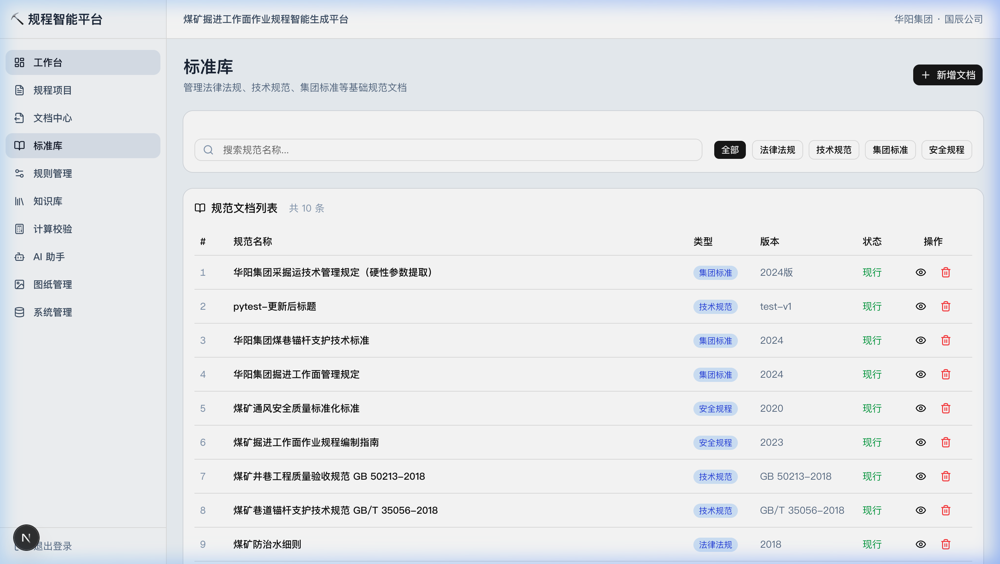 规程智能平台
煤矿掘进工作面作业规程智能生成平台
华阳集团 · 国辰公司
工作台
规程项目
文档中心
标准库
规则管理
知识库
计算校验
AI 助手
图纸管理
系统管理
N
退出登录
标准库
管理法律法规、技术规范、集团标准等基础规范文档
+ 新增文档
搜索规范名称...
全部 法律法规 技术规范 集团标准 安全规程
规范文档列表 共 10 条
# 规范名称 类型 版本 状态 操作
1 华阳集团采掘运技术管理规定（硬性参数提取） 集团标准 2024版 现行
2 pytest-更新后标题 技术规范 test-v1 现行
3 华阳集团煤巷锚杆支护技术标准 集团标准 2024 现行
4 华阳集团掘进工作面管理规定 集团标准 2024 现行
5 煤矿通风安全质量标准化标准 安全规程 2020 现行
6 煤矿掘进工作面作业规程编制指南 安全规程 2023 现行
7 煤矿井巷工程质量验收规范 GB 50213-2018 技术规范 GB 50213-2018 现行
8 煤矿巷道锚杆支护技术规范 GB/T 35056-2018 技术规范 GB/T 35056-2018 现行
9 煤矿防治水细则 法律法规 2018 现行